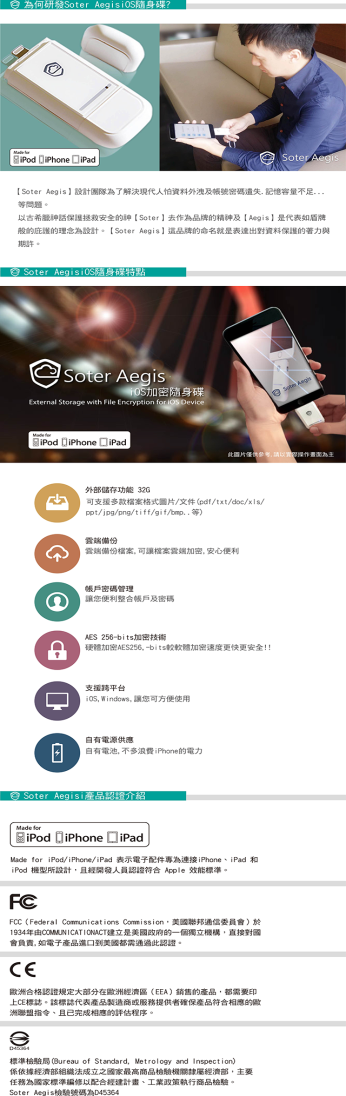 為何研發Soter AegisiOS隨身碟?
Made for
iPod iPhone iPad
Soter Aegis
【Soter Aegis】設計團隊為了解決現代人怕資料外洩及帳號密碼遺失.記憶容量不足...
等問題。
以古希臘神話保護拯救安全的神【Soter】去作為品牌的精神及【Aegis】是代表如盾牌
般的庇護的理念為設計。【Soter Aegis】這品牌的命名就是表達出對資料保護的著力與
期許。
Soter AegisiOS隨身碟特點
Soter Aegis
iOS加密隨身碟
External Storage with File Encryption for iOS Device
Soter Aegis
Made for
iPod iPhone iPad
此圖片僅供參考,請以實際操作畫面為主
外部儲存功能 32G
可支援多款檔案格式圖片/文件(pdf/txt/doc/xls/
ppt/jpg/png/tiff/gif/bmp..等)
雲端備份
雲端備份檔案,可讓檔案雲端加密,安心便利
帳戶密碼管理
讓您便利整合帳戶及密碼
AES 256-bits加密技術
硬體加密AES256,-bits較軟體加密速度更快更安全!!
支援跨平台
iOS,Windows,讓您可方便使用
自有電源供應
自有電池,不多浪費iPhone的電力
Soter Aegisi產品認證介紹
Made for
iPod iPhone iPad
Made for iPod/iPhone/iPad 表示電子配件專為連接iPhone、iPad 和
iPod 機型所設計，且經開發人員認證符合 Apple 效能標準。
FC
FCC（Federal Communications Commission，美國聯邦通信委員會）於
1934年由COMMUNICATIONACT建立是美國政府的一個獨立機構，直接對國
會負責,如電子產品進口到美國都需通過此認證。
CE
歐洲合格認證規定大部分在歐洲經濟區（EEA）銷售的產品，都需要印
上CE標誌。該標誌代表產品製造商或服務提供者確保產品符合相應的歐
洲聯盟指令、且已完成相應的評估程序。
D45364
標準檢驗局(Bureau of Standard, Metrology and Inspection)
係依據經濟部組織法成立之國家最高商品檢驗機關隸屬經濟部，主要
任務為國家標準編修以配合經建計畫、工業政策執行商品檢驗。
Soter Aegis檢驗號碼為D45364